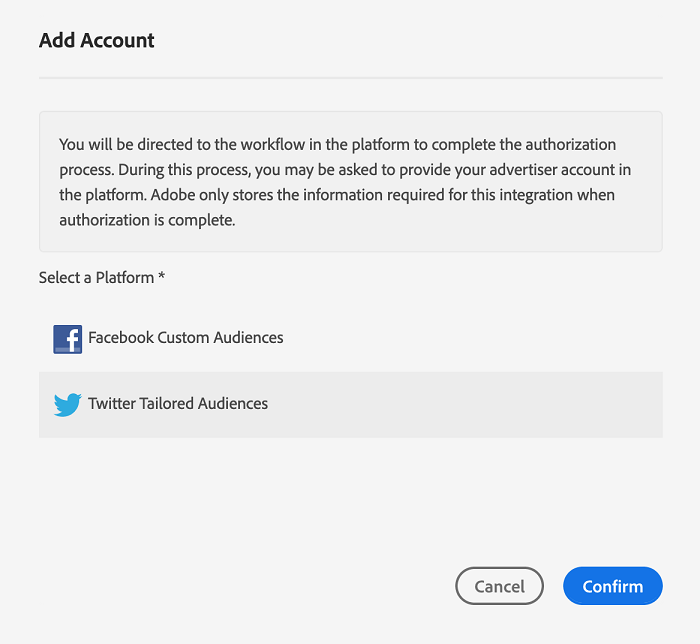 Add Account
You will be directed to the workflow in the platform to complete the authorization
process. During this process, you may be asked to provide your advertiser account in
the platform. Adobe only stores the information required for this integration when
authorization is complete.
Select a Platform *
Facebook Custom Audiences
Twitter Tailored Audiences
Cancel
Confirm